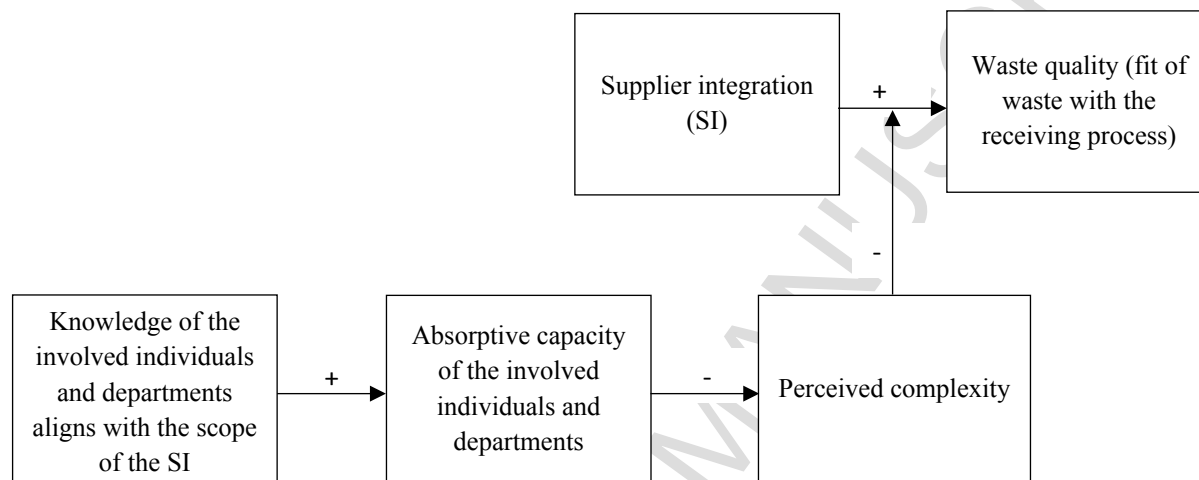 Supplier integration
(SI)
+
Waste quality (fit of
waste with the
receiving process)
-
Knowledge of the
involved individuals
and departments
aligns with the scope
of the SI
+
Absorptive capacity
of the involved
individuals and
departments
-
Perceived complexity